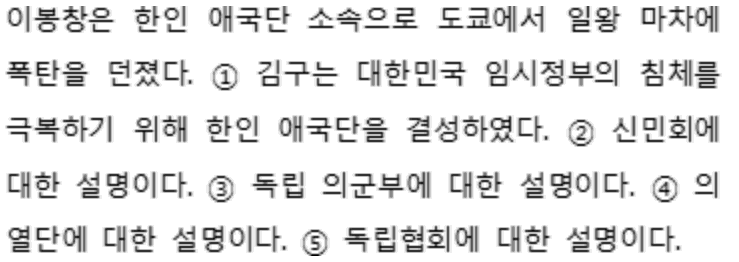 이봉창은 한인 애국단 소속으로 도쿄에서 일왕 마차에
폭탄을 던졌다. ① 김구는 대한민국 임시정부의 침체를
극복하기 위해 한인 애국단을 결성하였다. ② 신민회에
대한 설명이다. ③ 독립 의군부에 대한 설명이다. ④ 의
열단에 대한 설명이다. ⑤ 독립협회에 대한 설명이다.